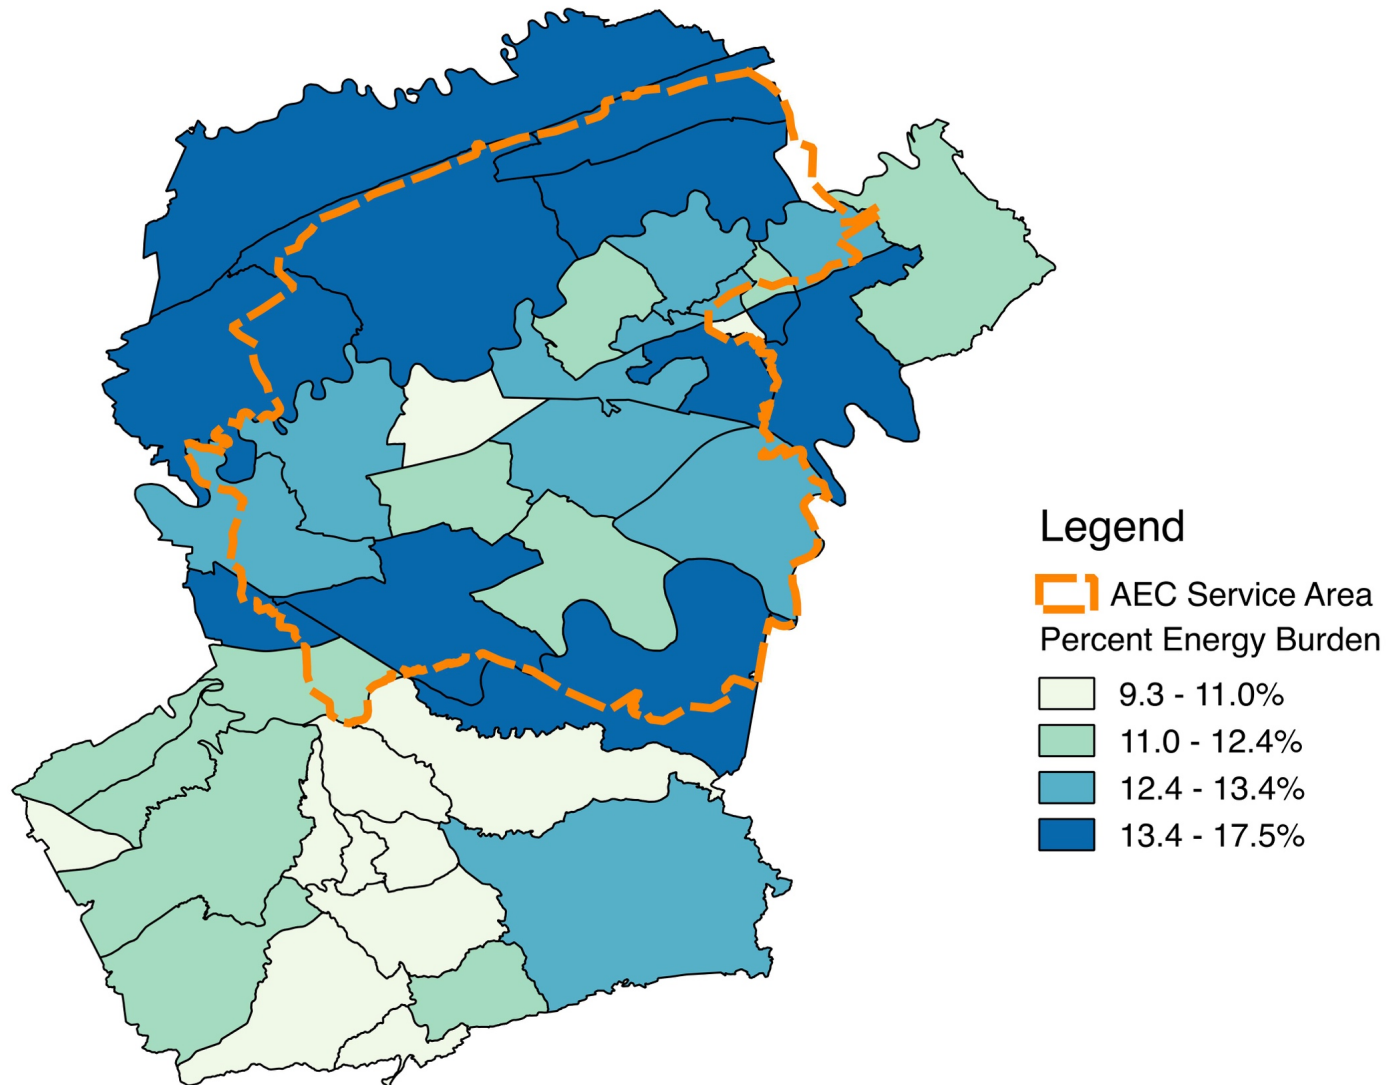 Legend
AEC Service Area
Percent Energy Burden
9.3 - 11.0%
11.0 - 12.4%
12.4 - 13.4%
13.4 - 17.5%